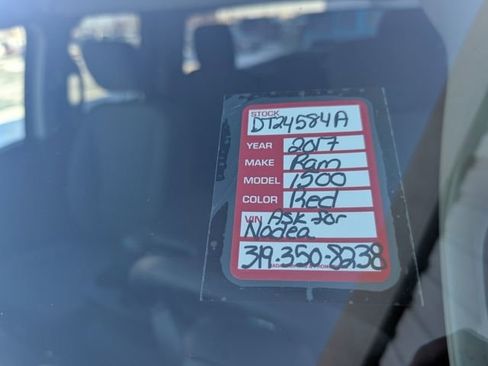 STOCK
DT24584A
YEAR 2017
MAKE Ram
MODEL 1500
COLOR Red
VIN Ask for
Nadea
319-350-8238